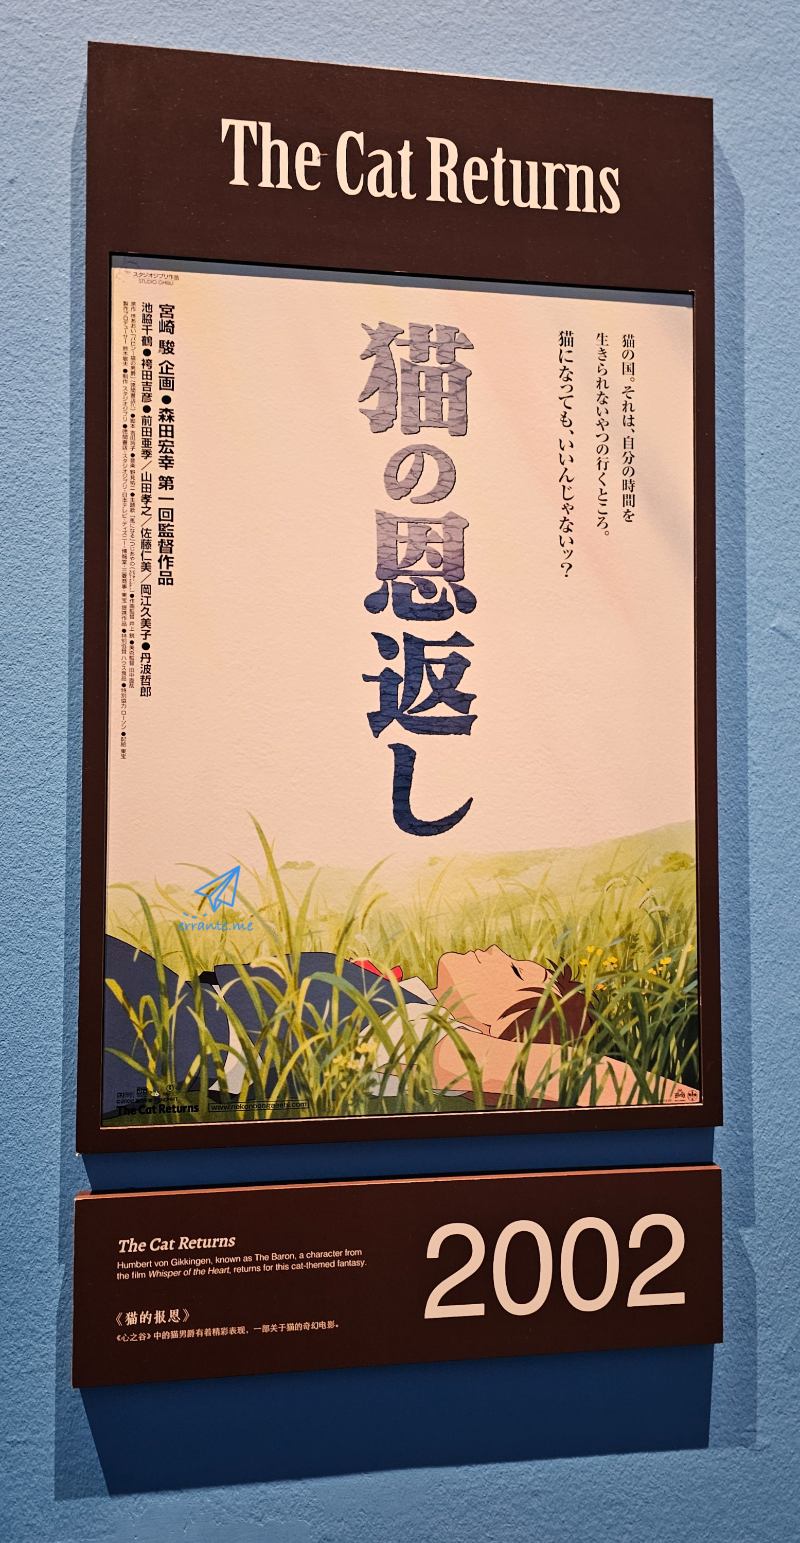 The Cat Returns
スタジオジブリ作品
STUDIO GHIBLI
猫の国。それは、自分の時間を
生きられないやつの行くところ。
猫になっても、いいんじゃないッ?
猫の恩返し
宮崎 駿 企画●森田宏幸 第一回監督作品
池脇千鶴●袴田吉彦●前田亜季/山田孝之/佐藤仁美/岡江久美子●丹波哲郎
errante.me
The Cat Returns
2002
The Cat Returns
Humbert von Gikkingen, known as The Baron, a character from
the film Whisper of the Heart, returns for this cat-themed fantasy.
《猫的报恩》
《心之谷》中的猫男爵有着精彩表现,一部关于猫的奇幻电影。